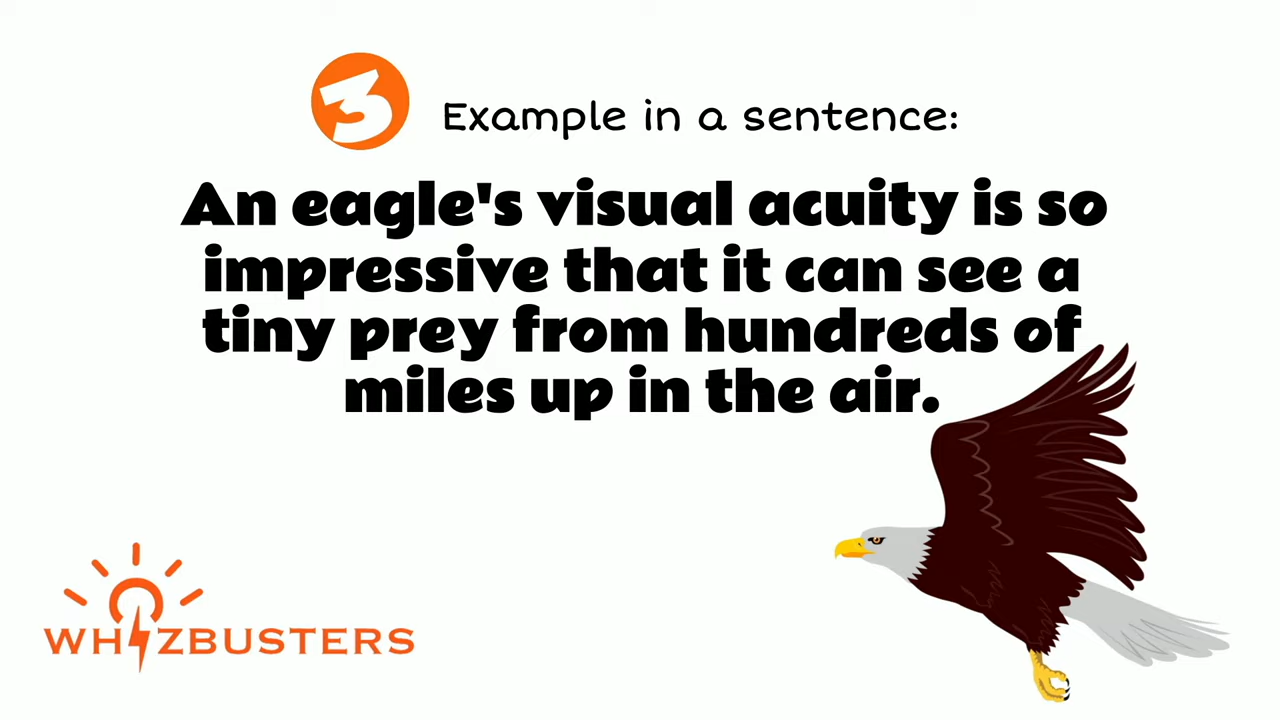 3 Example in a sentence:
An eagle's visual acuity is so
impressive that it can see a
tiny prey from hundreds of
miles up in the air.
WHIZBUSTERS